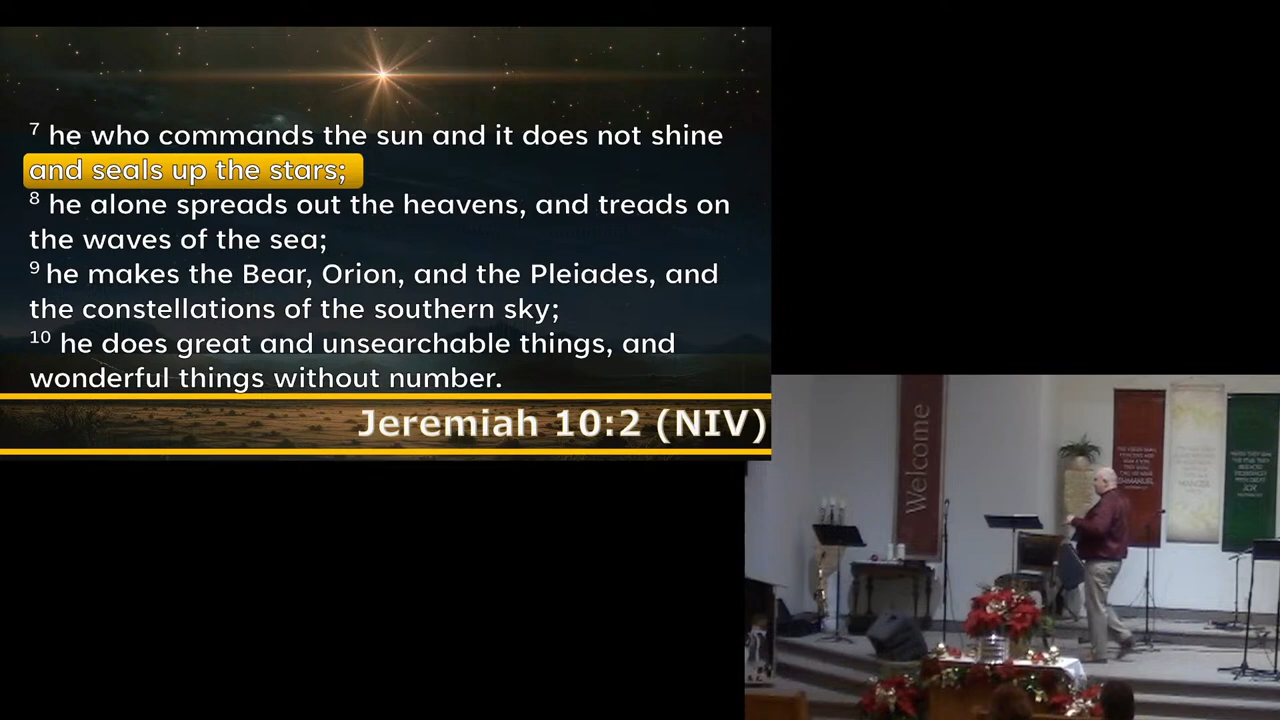 ⁷ he who commands the sun and it does not shine
and seals up the stars;
⁸ he alone spreads out the heavens, and treads on
the waves of the sea;
⁹ he makes the Bear, Orion, and the Pleiades, and
the constellations of the southern sky;
¹⁰ he does great and unsearchable things, and
wonderful things without number.
Jeremiah 10:2 (NIV)
Welcome